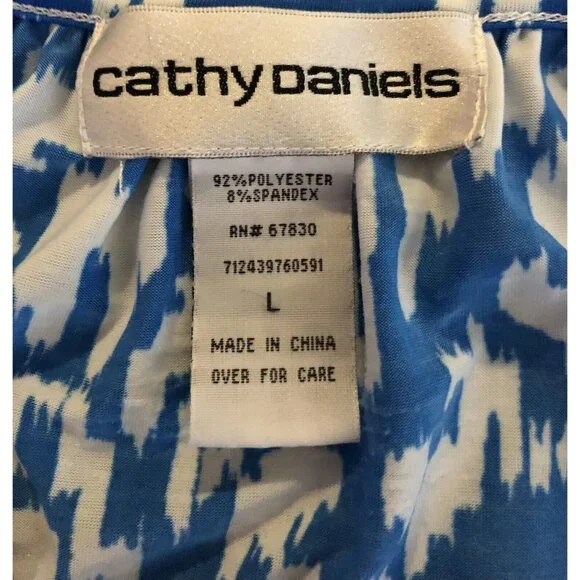 cathy Daniels
92%POLYESTER
8%SPANDEX
RN# 67830
712439760591
L
MADE IN CHINA
OVER FOR CARE